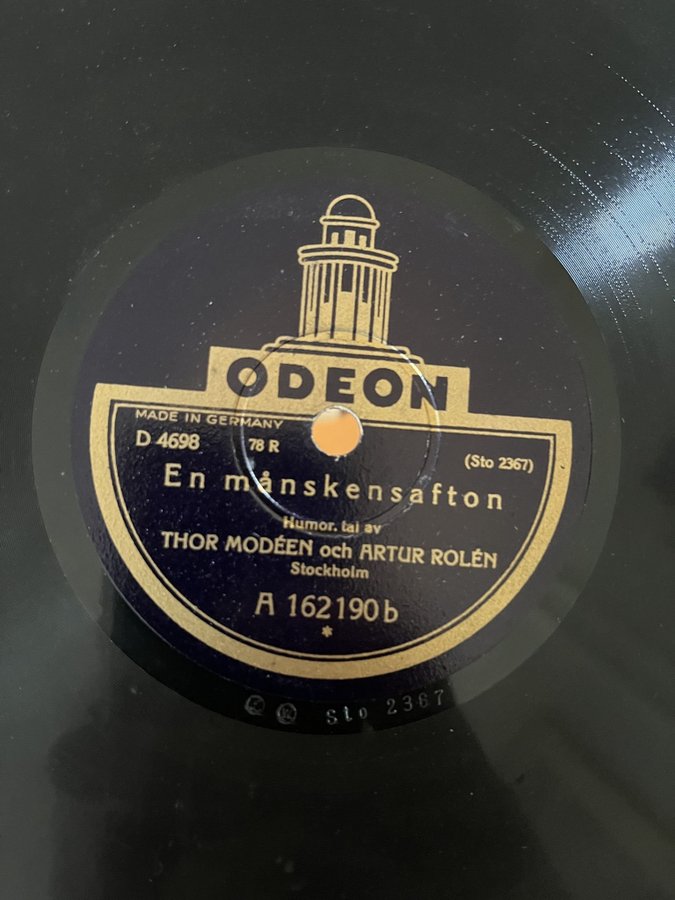 ODEON
MADE IN GERMANY
D 4698 78 R (Sto 2367)
En månskensafton
Humor. tal av
THOR MODÉEN och ARTUR ROLÉN
Stockholm
A 162190b
*
Sto 2367